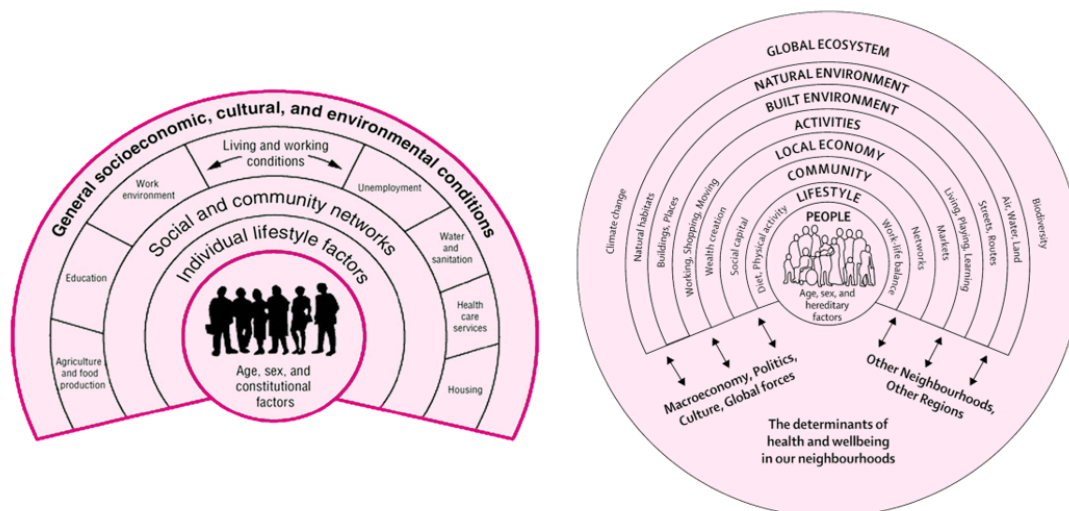 General socioeconomic, cultural, and environmental conditions
Living and working
conditions
Work
environment
Unemployment
Social and community networks
Individual lifestyle factors
Education
Water
and
sanitation
Health
care
services
Agriculture
and food
production
Housing
Age, sex, and
constitutional
factors
GLOBAL ECOSYSTEM
NATURAL ENVIRONMENT
BUILT ENVIRONMENT
ACTIVITIES
LOCAL ECONOMY
COMMUNITY
LIFESTYLE
PEOPLE
Climate change
Natural habitats
Buildings, Places
Working, Shopping, Moving
Wealth creation
Social capital
Diet, Physical activity
Work-life balance
Networks
Markets
Living, Playing, Learning
Streets, Routes
Air, Water, Land
Biodiversity
Age, sex, and
hereditary
factors
Macroeconomy, Politics,
Culture, Global forces
Other Neighbourhoods,
Other Regions
The determinants of
health and wellbeing
in our neighbourhoods